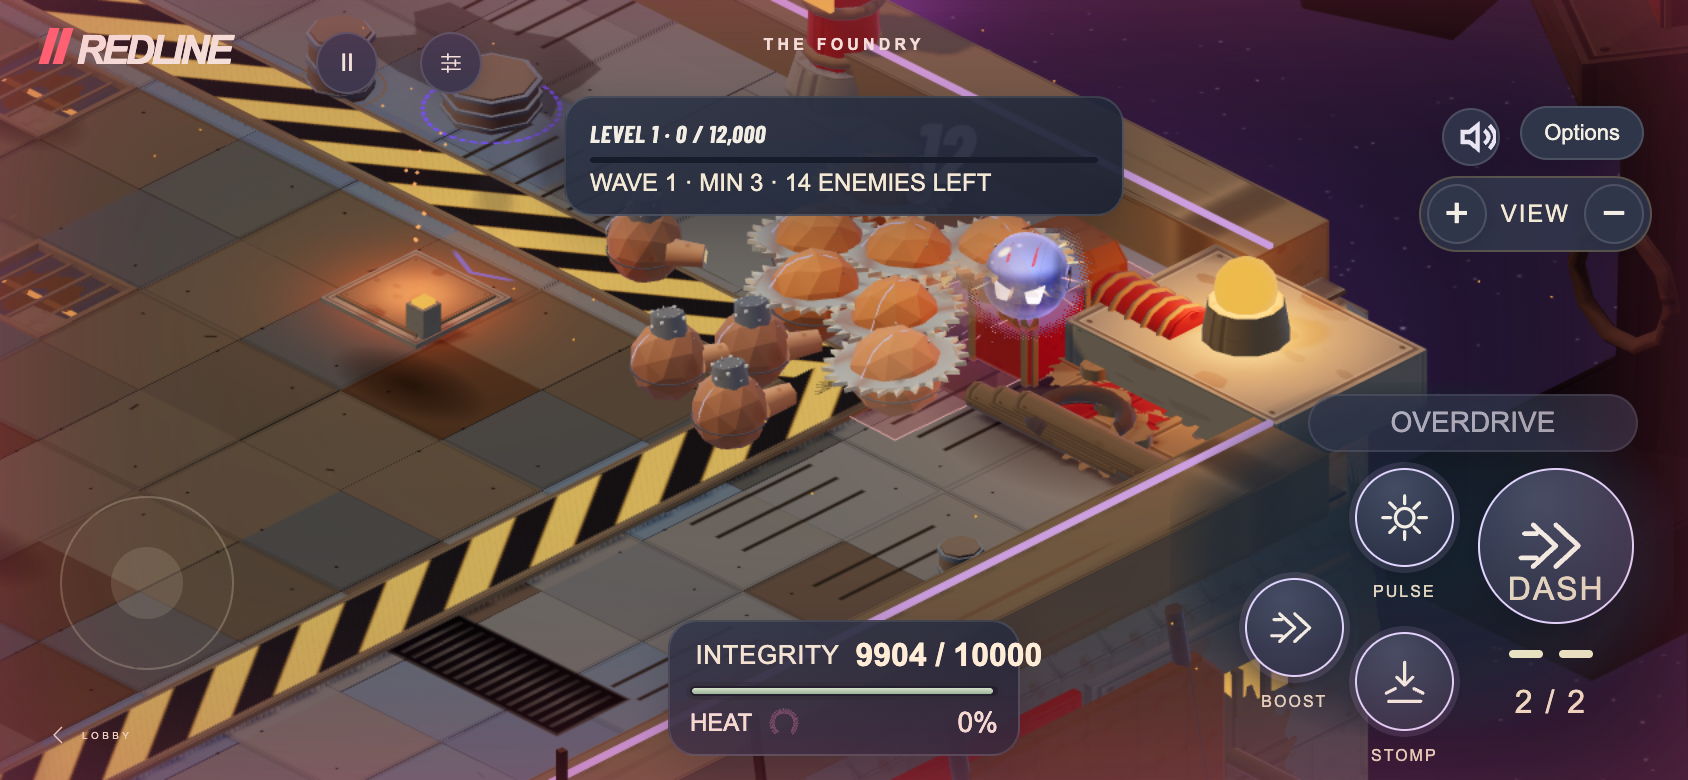 REDLINE
THE FOUNDRY
LEVEL 1 · 0 / 12,000
12
WAVE 1 · MIN 3 · 14 ENEMIES LEFT
Options
+ VIEW −
OVERDRIVE
PULSE
DASH
BOOST
2 / 2
STOMP
INTEGRITY 9904 / 10000
HEAT 0%
LOBBY